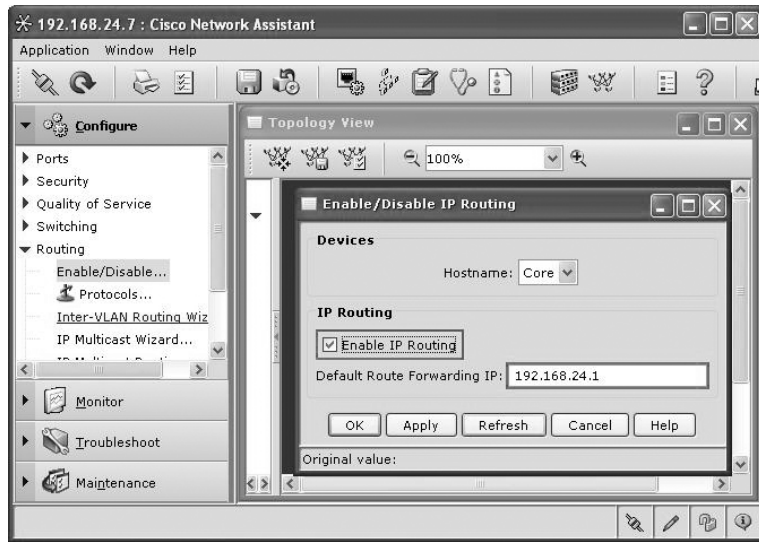 192.168.24.7 : Cisco Network Assistant
Application Window Help
Configure
Ports
Security
Quality of Service
Switching
Routing
Enable/Disable...
Protocols...
Inter-VLAN Routing Wiz
IP Multicast Wizard...
Monitor
Troubleshoot
Maintenance
Topology View
100%
Enable/Disable IP Routing
Devices
Hostname: Core
IP Routing
Enable IP Routing
Default Route Forwarding IP: 192.168.24.1
OK Apply Refresh Cancel Help
Original value: